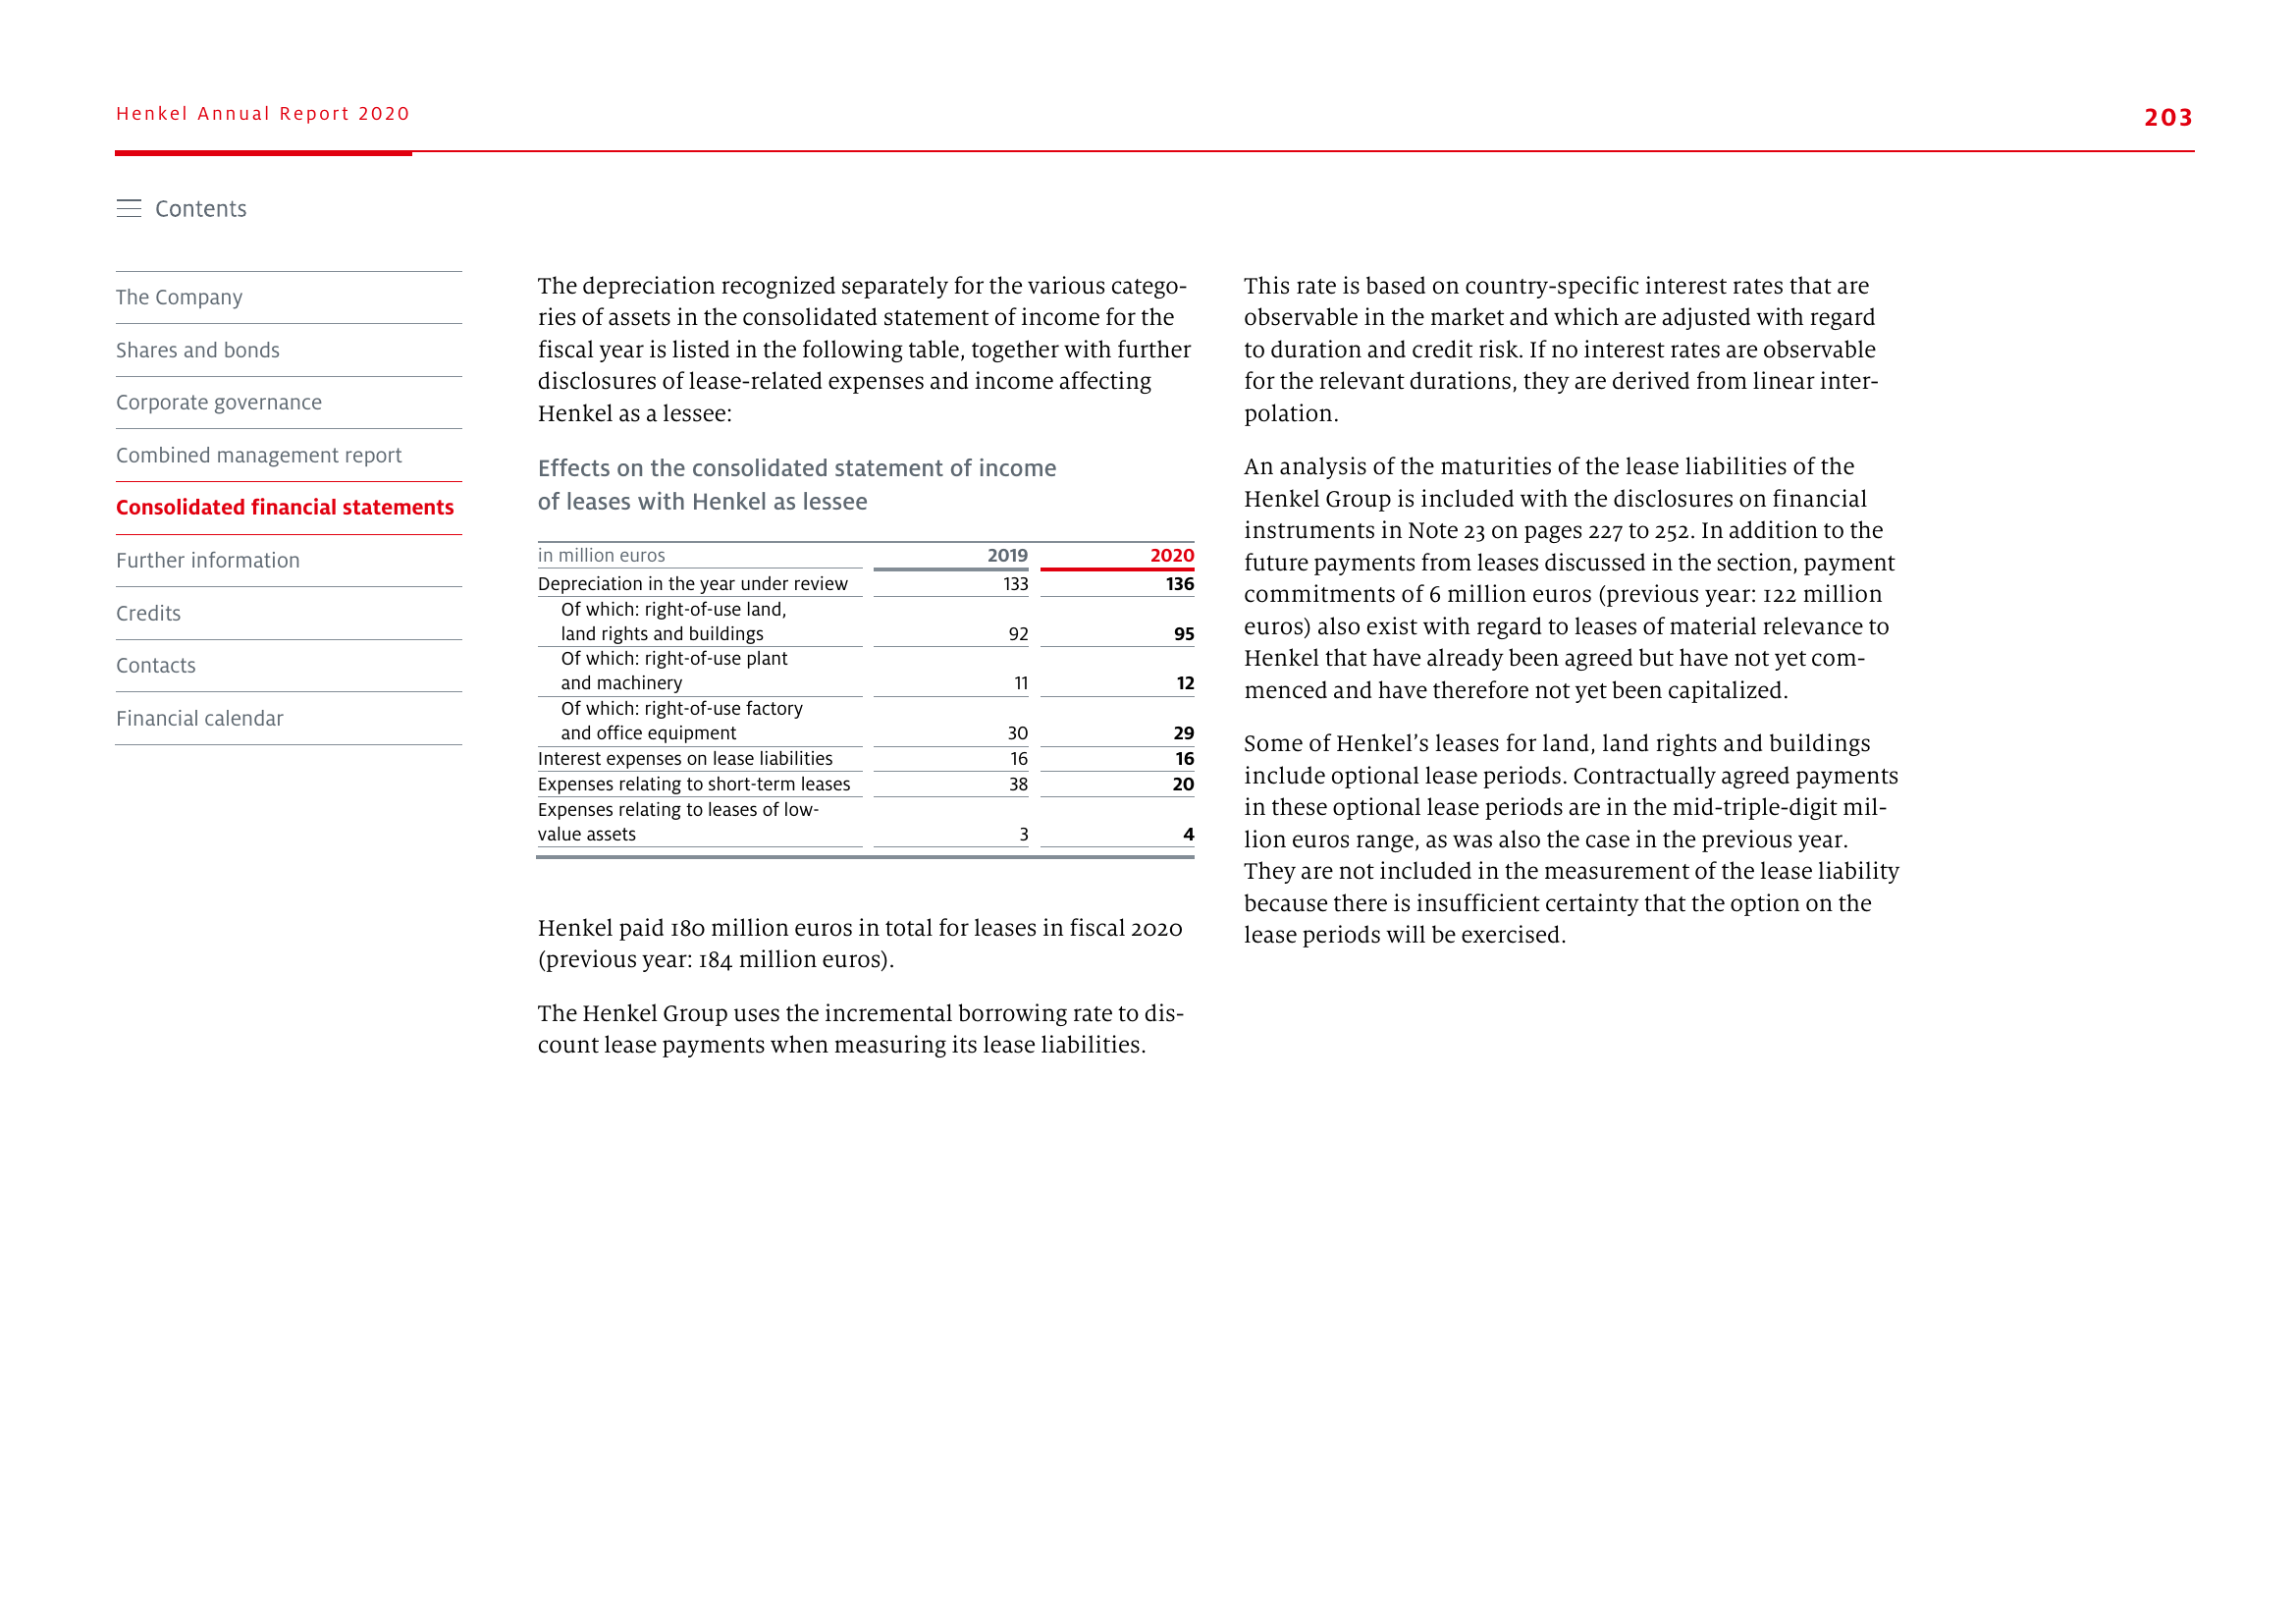 Henkel Annual Report 2020
203
Contents
The Company
Shares and bonds
Corporate governance
Combined management report
Consolidated financial statements
Further information
Credits
Contacts
Financial calendar
The depreciation recognized separately for the various catego-
ries of assets in the consolidated statement of income for the
fiscal year is listed in the following table, together with further
disclosures of lease-related expenses and income affecting
Henkel as a lessee:
Effects on the consolidated statement of income
of leases with Henkel as lessee
in million euros 2019 2020
Depreciation in the year under review 133 136
Of which: right-of-use land,
land rights and buildings 92 95
Of which: right-of-use plant
and machinery 11 12
Of which: right-of-use factory
and office equipment 30 29
Interest expenses on lease liabilities 16 16
Expenses relating to short-term leases 38 20
Expenses relating to leases of low-
value assets 3 4
Henkel paid 180 million euros in total for leases in fiscal 2020
(previous year: 184 million euros).
The Henkel Group uses the incremental borrowing rate to dis-
count lease payments when measuring its lease liabilities.
This rate is based on country-specific interest rates that are
observable in the market and which are adjusted with regard
to duration and credit risk. If no interest rates are observable
for the relevant durations, they are derived from linear inter-
polation.
An analysis of the maturities of the lease liabilities of the
Henkel Group is included with the disclosures on financial
instruments in Note 23 on pages 227 to 252. In addition to the
future payments from leases discussed in the section, payment
commitments of 6 million euros (previous year: 122 million
euros) also exist with regard to leases of material relevance to
Henkel that have already been agreed but have not yet com-
menced and have therefore not yet been capitalized.
Some of Henkel’s leases for land, land rights and buildings
include optional lease periods. Contractually agreed payments
in these optional lease periods are in the mid-triple-digit mil-
lion euros range, as was also the case in the previous year.
They are not included in the measurement of the lease liability
because there is insufficient certainty that the option on the
lease periods will be exercised.